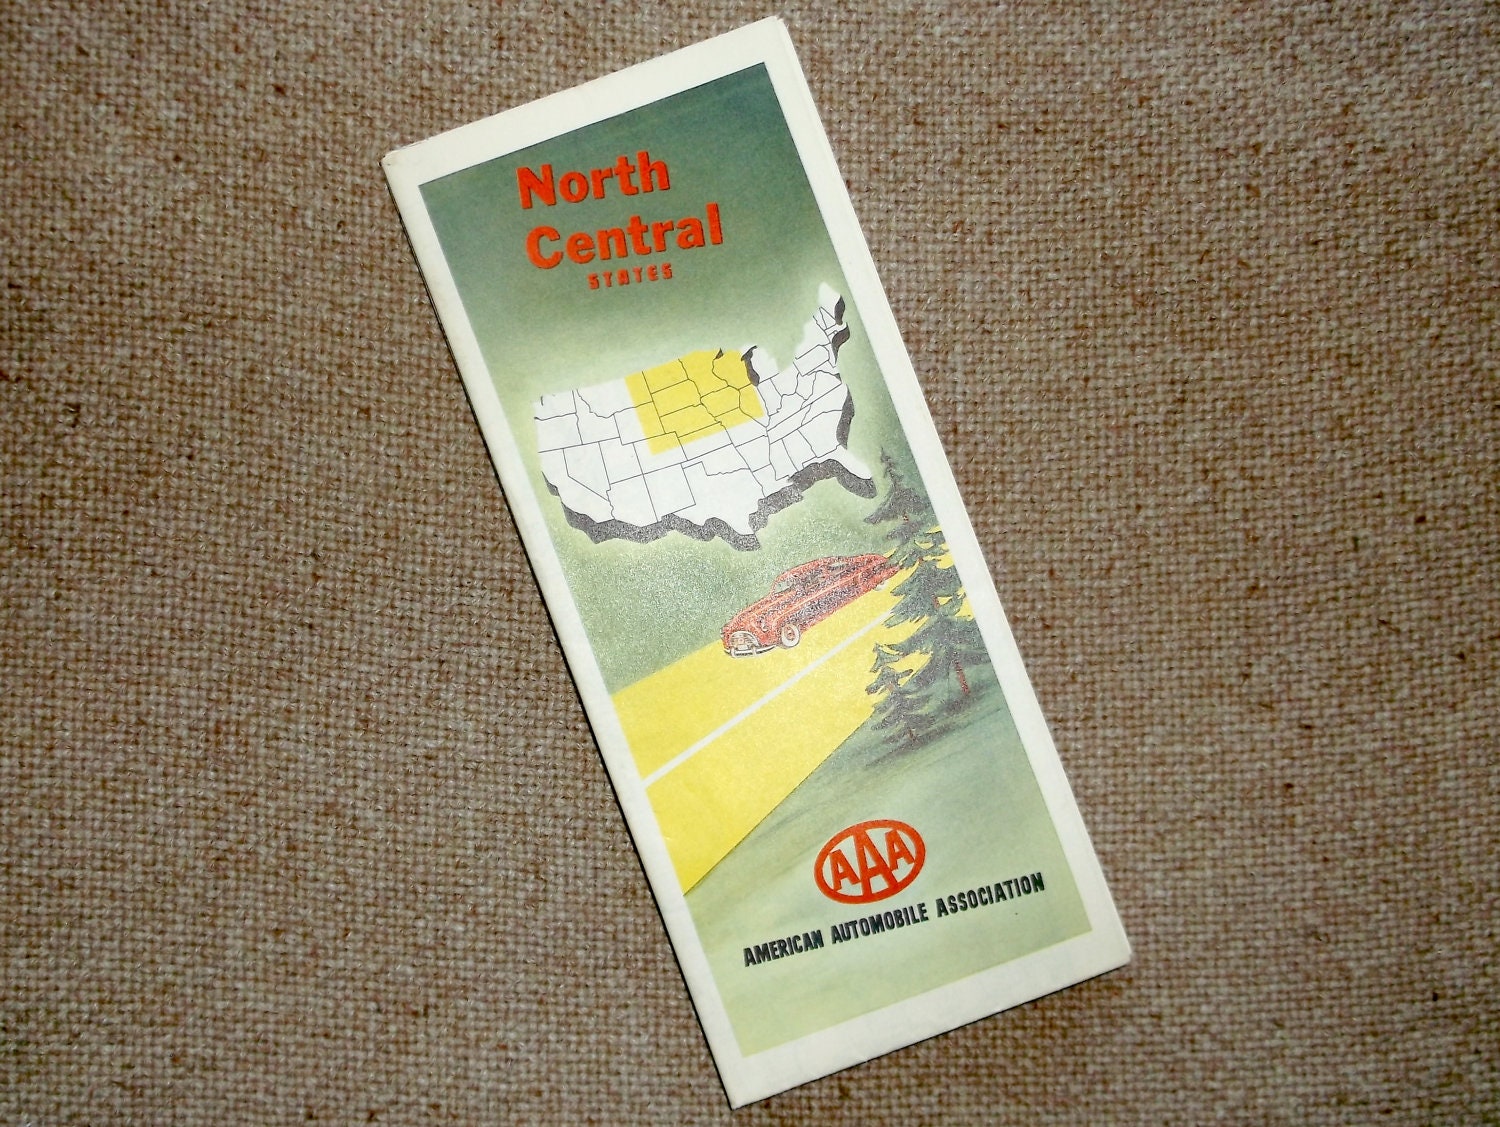 North
Central
STATES
AAA
AMERICAN AUTOMOBILE ASSOCIATION